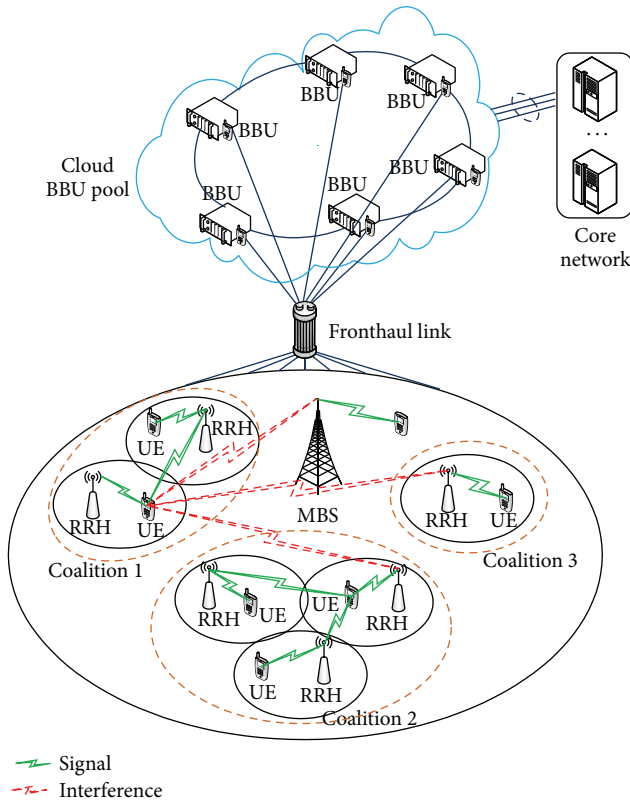 BBU
BBU
BBU
BBU
BBU
BBU
Cloud
BBU pool
...
Core
network
Fronthaul link
UE
RRH
RRH
UE
MBS
RRH
UE
Coalition 1
Coalition 3
RRH
UE
UE
RRH
UE
RRH
Coalition 2
Signal
Interference